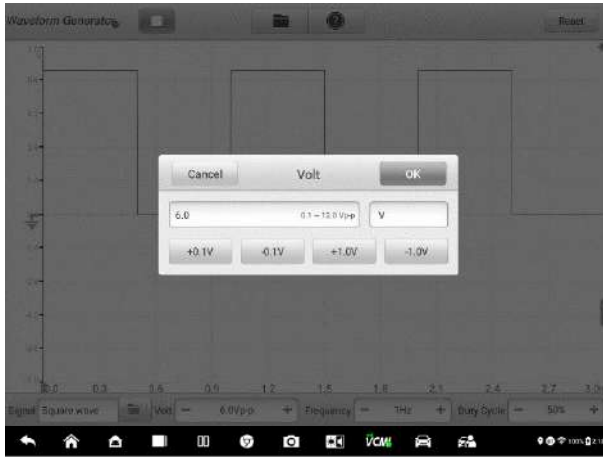 Waveform Generator
Reset
Cancel Volt OK
6.0 0.1 ~ 12.0 Vp-p V
+0.1V -0.1V +1.0V -1.0V
0.0 0.3 0.6 0.9 1.2 1.5 1.8 2.1 2.4 2.7 3.0
Signal Square wave Volt − 6.0Vp-p + Frequency − 1Hz + Duty Cycle − 50% +
VCMI 100%